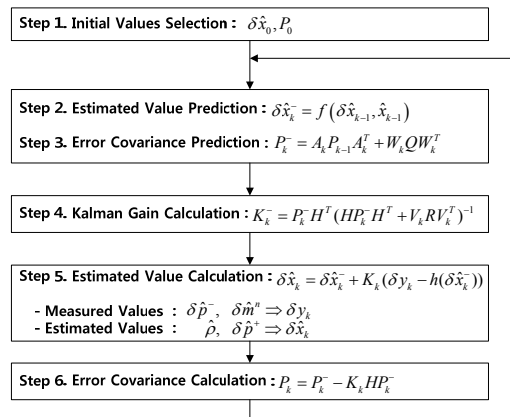 Step 1. Initial Values Selection : δx̂₀, P₀
Step 2. Estimated Value Prediction : δx̂ₖ⁻ = f(δx̂ₖ₋₁, x̂ₖ₋₁)
Step 3. Error Covariance Prediction : Pₖ⁻ = AₖPₖ₋₁Aₖᵀ + WₖQWₖᵀ
Step 4. Kalman Gain Calculation : Kₖ⁻ = Pₖ⁻Hᵀ(HPₖ⁻Hᵀ + VₖRVₖᵀ)⁻¹
Step 5. Estimated Value Calculation : δx̂ₖ = δx̂ₖ⁻ + Kₖ(δyₖ − h(δx̂ₖ⁻))
- Measured Values : δp̂⁻, δm̂ⁿ ⇒ δyₖ
- Estimated Values : ρ̂, δp̂⁺ ⇒ δx̂ₖ
Step 6. Error Covariance Calculation : Pₖ = Pₖ⁻ − KₖHPₖ⁻